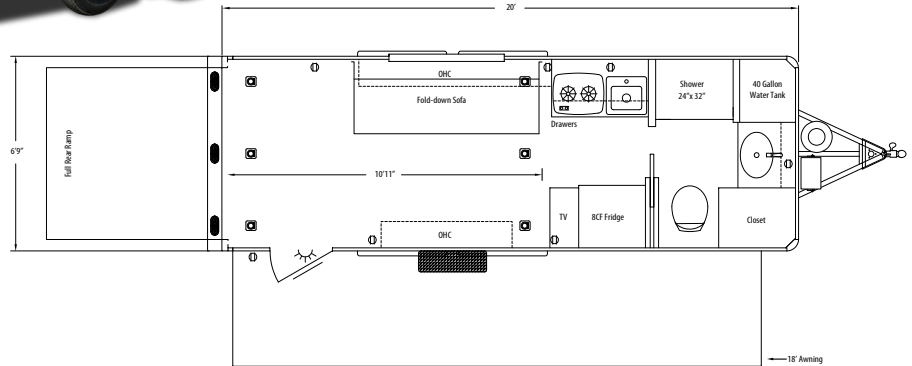 20'
6'9"
Full Rear Ramp
OHC
Fold-down Sofa
Drawers
Shower
24"x 32"
40 Gallon
Water Tank
10'11"
OHC
TV
8CF Fridge
Closet
18' Awning